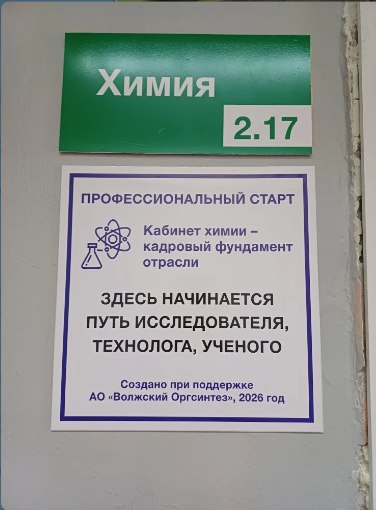 Химия
2.17
ПРОФЕССИОНАЛЬНЫЙ СТАРТ
Кабинет химии –
кадровый фундамент
отрасли
ЗДЕСЬ НАЧИНАЕТСЯ
ПУТЬ ИССЛЕДОВАТЕЛЯ,
ТЕХНОЛОГА, УЧЕНОГО
Создано при поддержке
АО «Волжский Оргсинтез», 2026 год